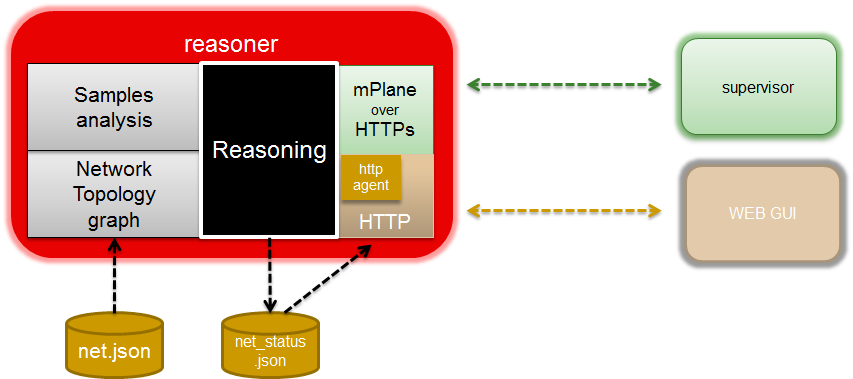 reasoner
Samples
analysis
Network
Topology
graph
Reasoning
mPlane
over
HTTPs
http
agent
HTTP
supervisor
WEB GUI
net.json
net_status
.json